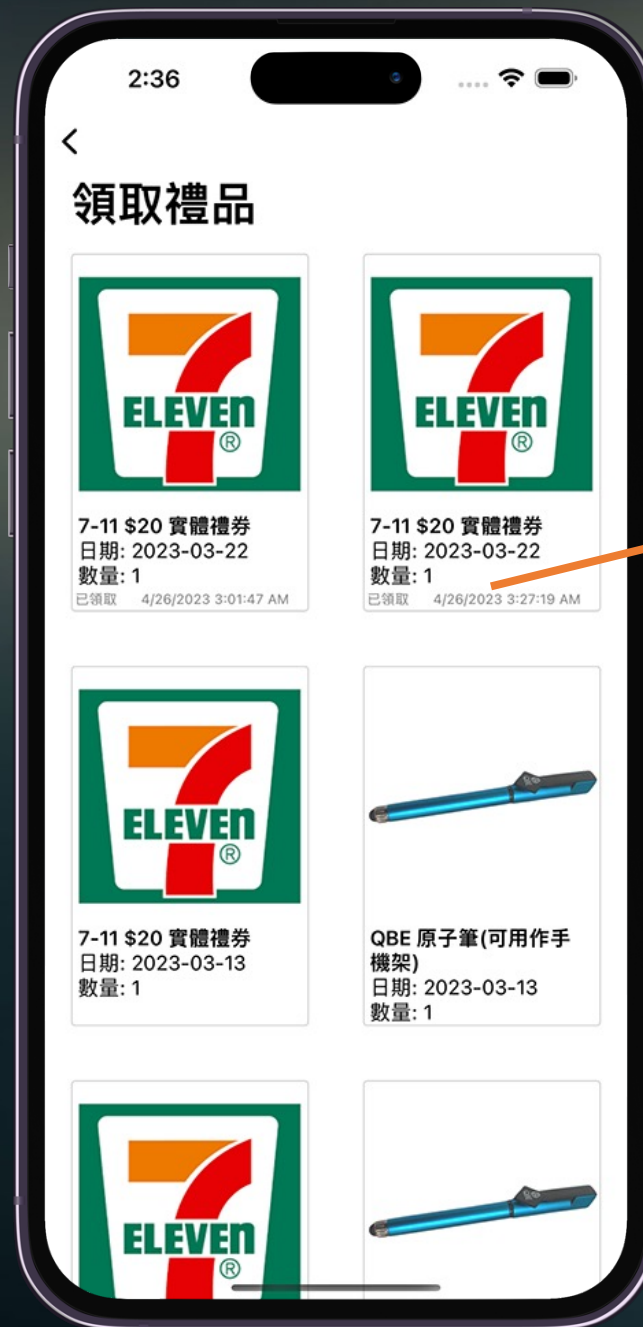 2:36
領取禮品
ELEVEn
®
7-11 $20 實體禮券
日期: 2023-03-22
數量: 1
已領取 4/26/2023 3:01:47 AM
ELEVEn
®
7-11 $20 實體禮券
日期: 2023-03-22
數量: 1
已領取 4/26/2023 3:27:19 AM
ELEVEn
®
7-11 $20 實體禮券
日期: 2023-03-13
數量: 1
QBE 原子筆(可用作手
機架)
日期: 2023-03-13
數量: 1
ELEVEn
®